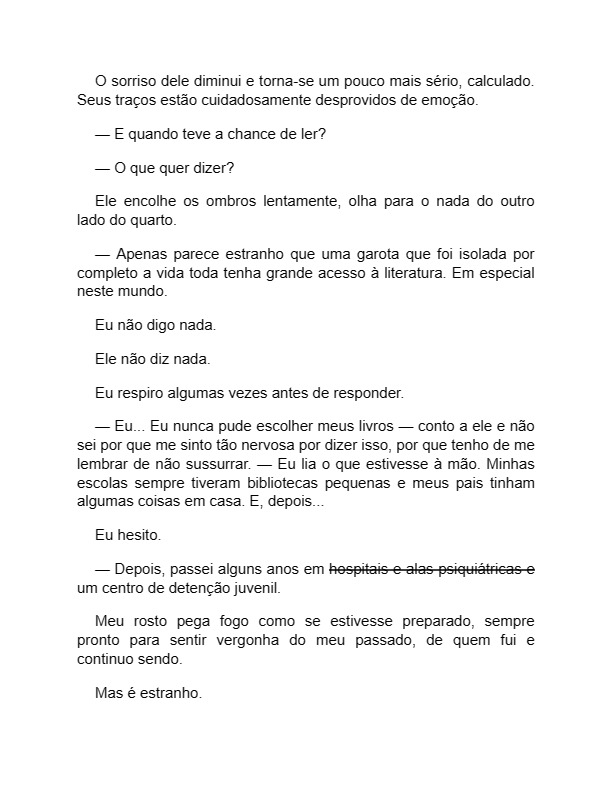 O sorriso dele diminui e torna-se um pouco mais sério, calculado.
Seus traços estão cuidadosamente desprovidos de emoção.
— E quando teve a chance de ler?
— O que quer dizer?
Ele encolhe os ombros lentamente, olha para o nada do outro
lado do quarto.
— Apenas parece estranho que uma garota que foi isolada por
completo a vida toda tenha grande acesso à literatura. Em especial
neste mundo.
Eu não digo nada.
Ele não diz nada.
Eu respiro algumas vezes antes de responder.
— Eu... Eu nunca pude escolher meus livros — conto a ele e não
sei por que me sinto tão nervosa por dizer isso, por que tenho de me
lembrar de não sussurrar. — Eu lia o que estivesse à mão. Minhas
escolas sempre tiveram bibliotecas pequenas e meus pais tinham
algumas coisas em casa. E, depois...
Eu hesito.
— Depois, passei alguns anos em hospitais e alas psiquiátricas e
um centro de detenção juvenil.
Meu rosto pega fogo como se estivesse preparado, sempre
pronto para sentir vergonha do meu passado, de quem fui e
continuo sendo.
Mas é estranho.